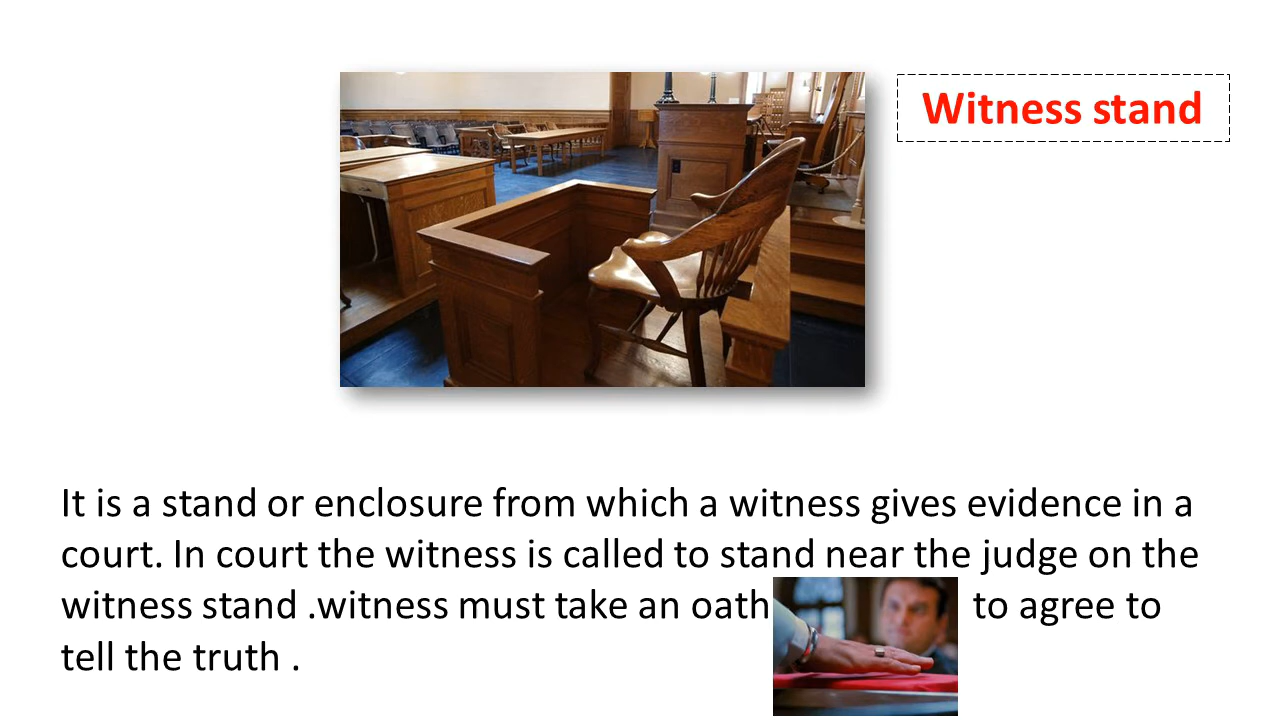 Witness stand
It is a stand or enclosure from which a witness gives evidence in a
court. In court the witness is called to stand near the judge on the
witness stand .witness must take an oath to agree to
tell the truth .